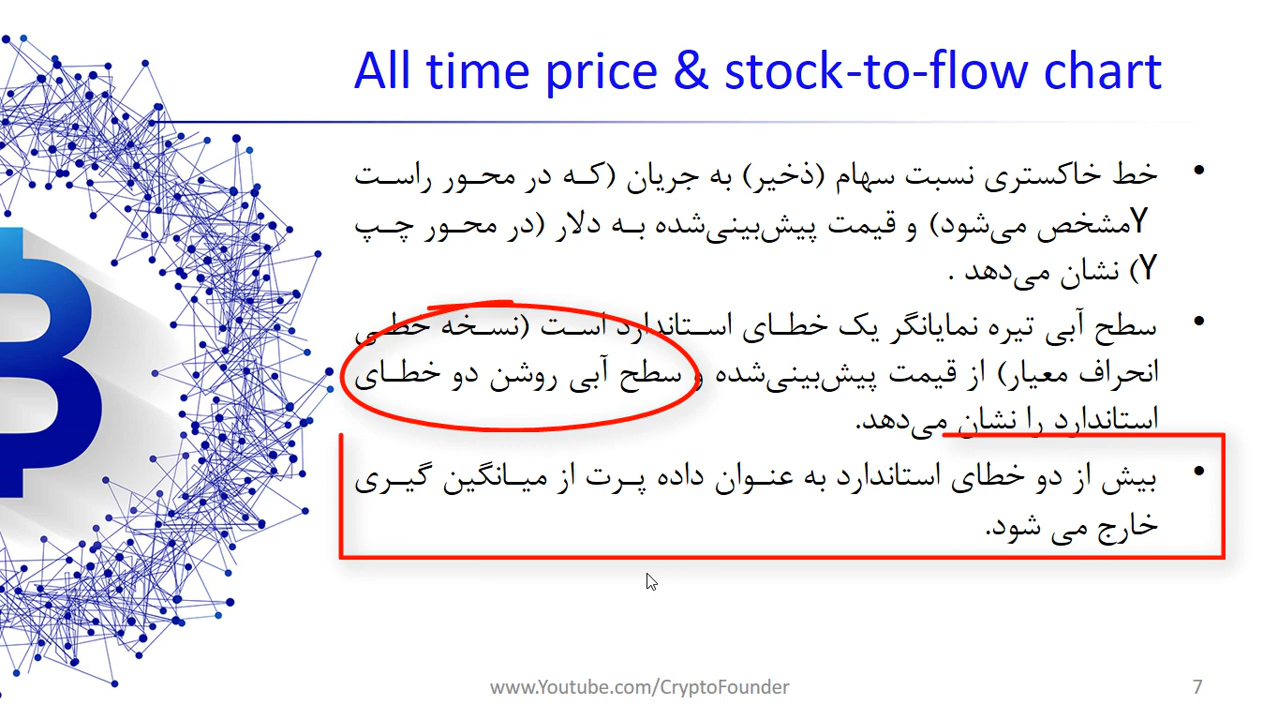 All time price & stock-to-flow chart
• خط خاکستری نسبت سهام (ذخیر) به جریان (که در محور راست
Yمشخص می‌شود) و قیمت پیش‌بینی‌شده به دلار (در محور چپ
Y) نشان می‌دهد .
• سطح آبی تیره نمایانگر یک خطای استاندارد است (نسخه خطی
انحراف معیار) از قیمت پیش‌بینی‌شده و سطح آبی روشن دو خطای
استاندارد را نشان می‌دهد.
• بیش از دو خطای استاندارد به عنوان داده پرت از میانگین گیری
خارج می شود.
www.Youtube.com/CryptoFounder
7